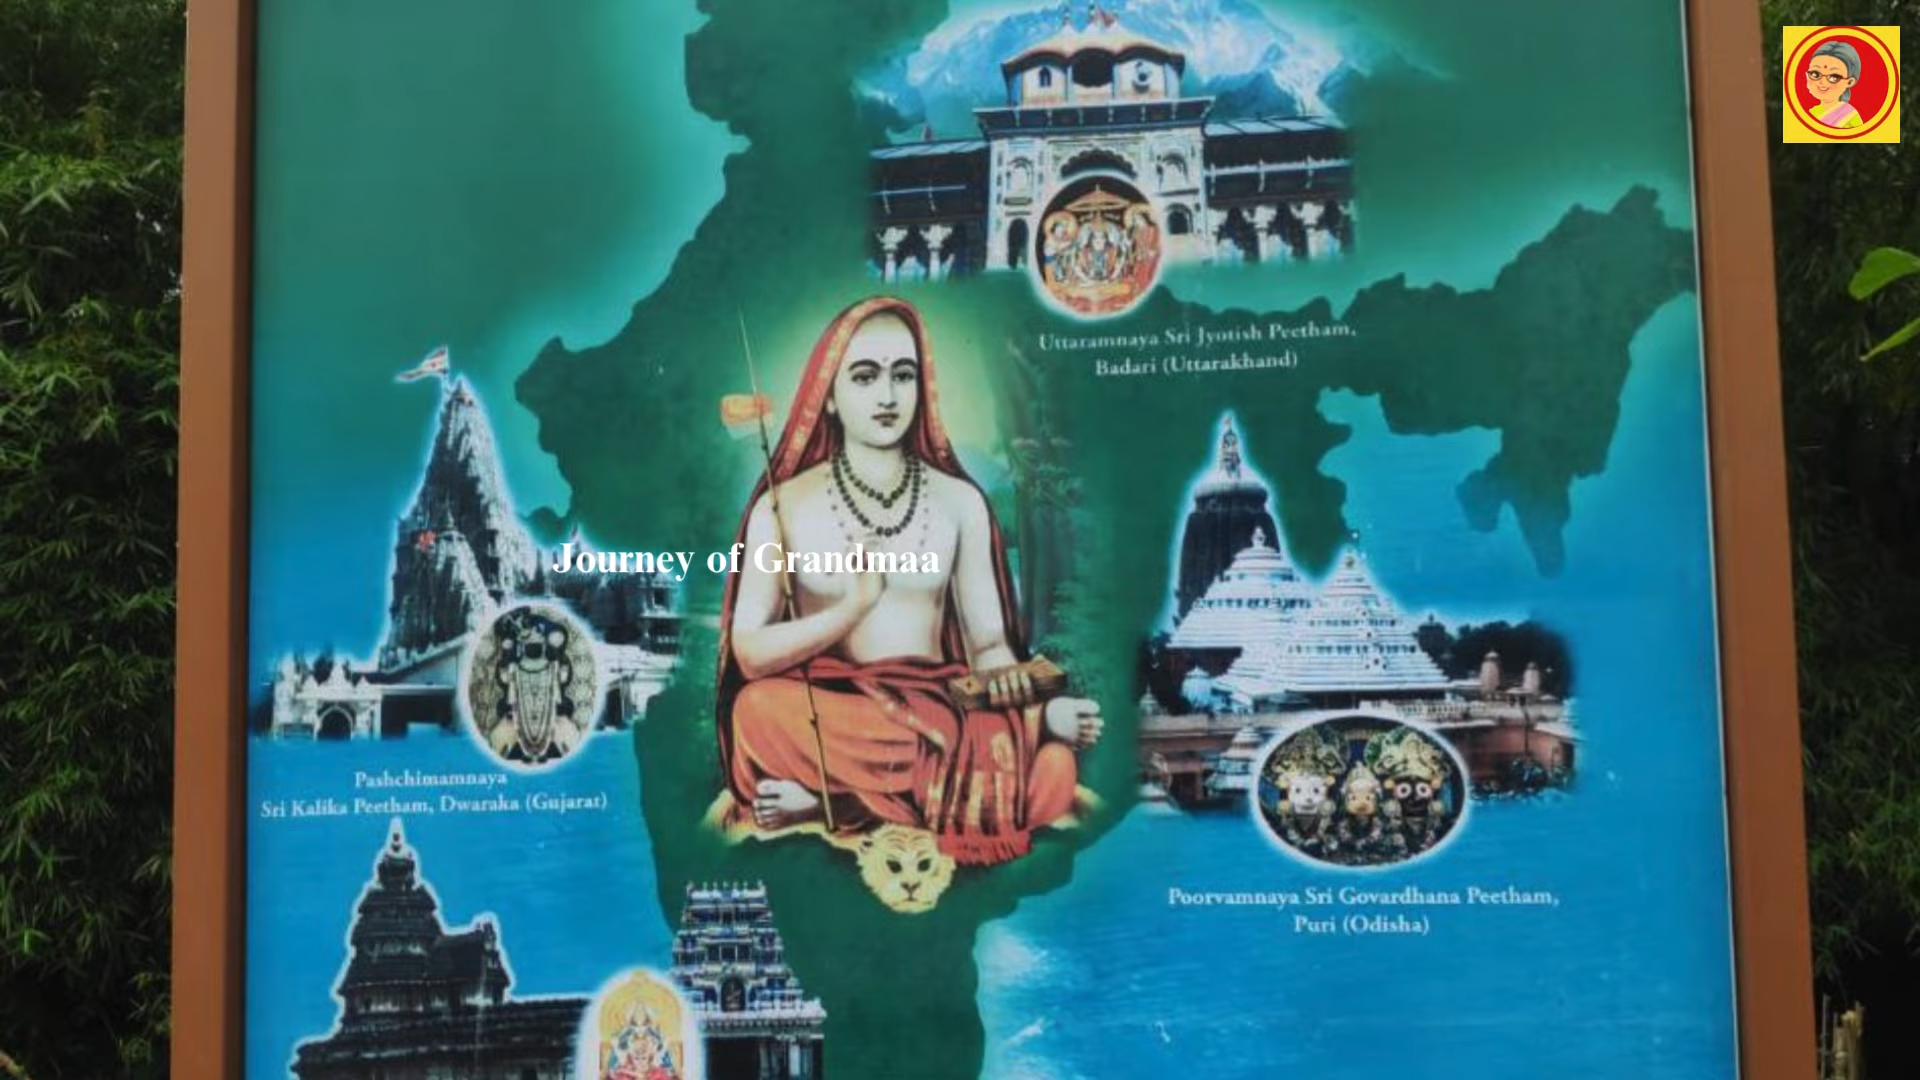 Uttaramnaya Sri Jyotish Peetham,
Badari (Uttarakhand)
Journey of Grandmaa
Pashchimamnaya
Sri Kalika Peetham, Dwaraka (Gujarat)
Poorvamnaya Sri Govardhana Peetham,
Puri (Odisha)